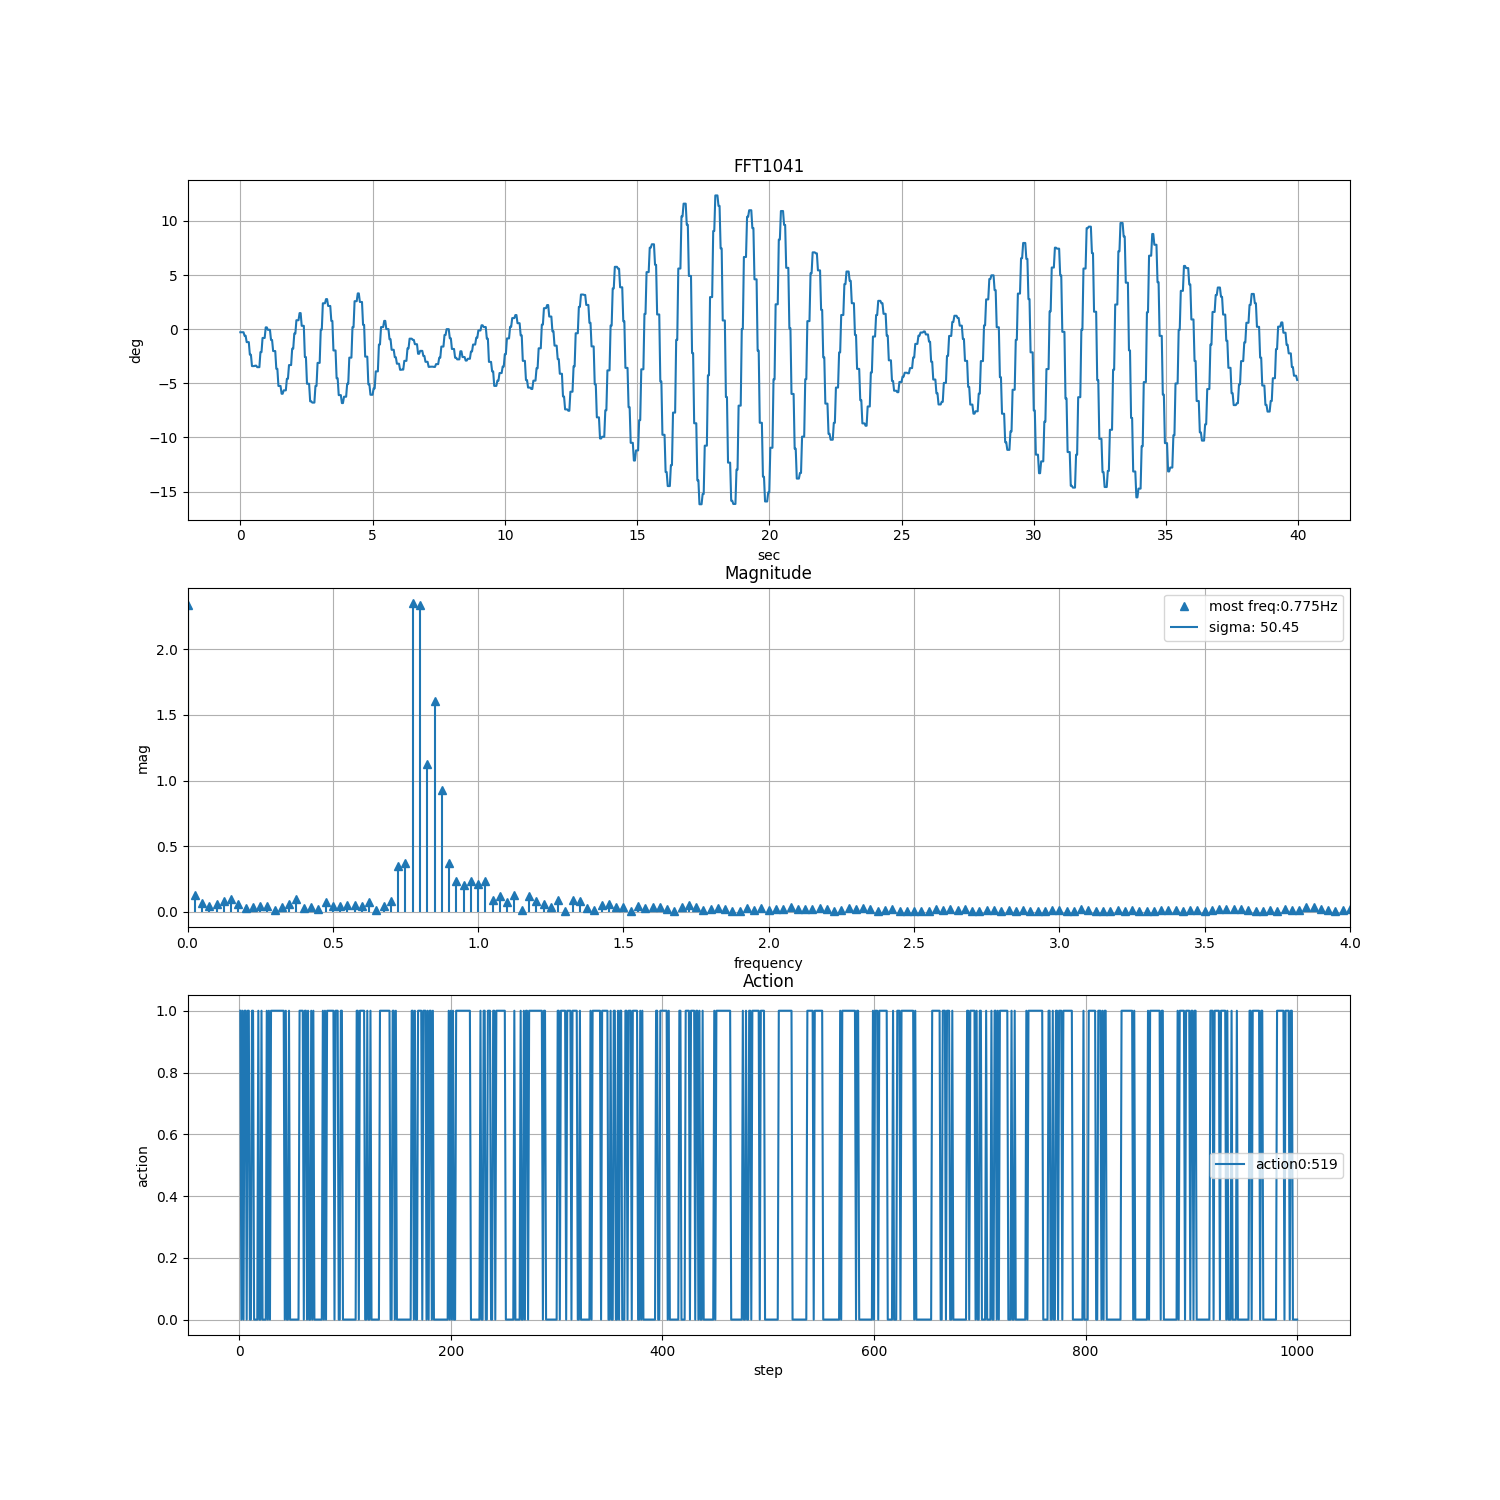 FFT1041
10
5
0
−5
−10
−15
deg
0 5 10 15 20 25 30 35 40
sec
Magnitude
most freq:0.775Hz
sigma: 50.45
2.0
1.5
1.0
0.5
0.0
mag
0.0 0.5 1.0 1.5 2.0 2.5 3.0 3.5 4.0
frequency
Action
1.0
0.8
0.6
0.4
0.2
0.0
action
action0:519
0 200 400 600 800 1000
step